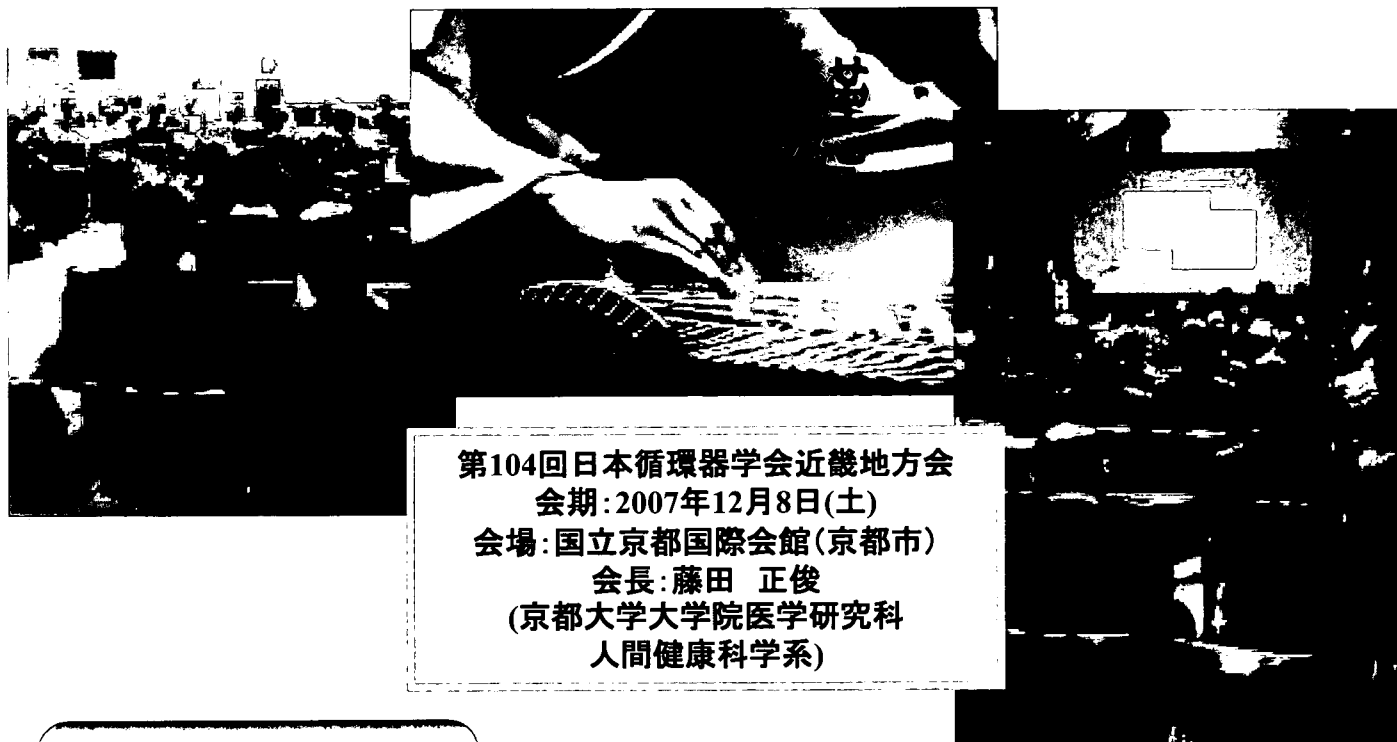 第104回日本循環器学会近畿地方会
会期:2007年12月8日(土)
会場:国立京都国際会館(京都市)
会長:藤田 正俊
(京都大学大学院医学研究科
人間健康科学系)